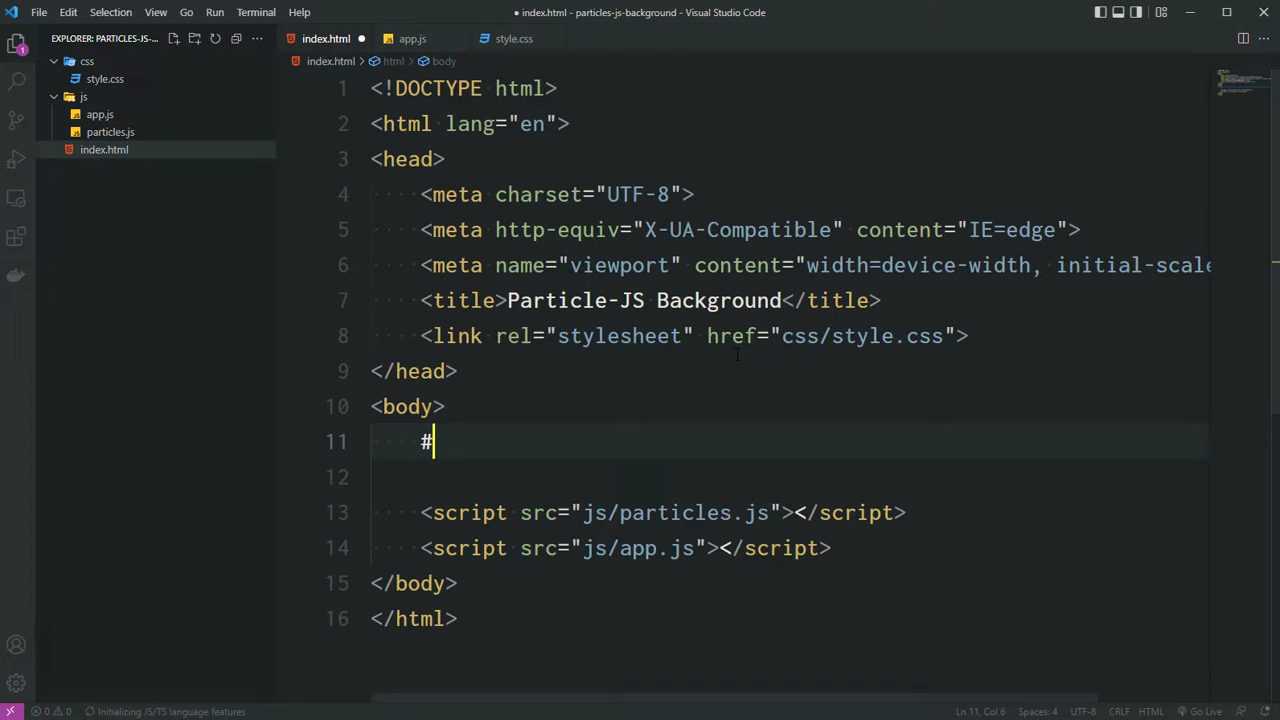 File Edit Selection View Go Run Terminal Help
● index.html - particles-js-background - Visual Studio Code
EXPLORER: PARTICLES-JS-...
css
style.css
js
app.js
particles.js
index.html
1
index.html
app.js
style.css
index.html > html > body
1 <!DOCTYPE html>
2 <html lang="en">
3 <head>
4 <meta charset="UTF-8">
5 <meta http-equiv="X-UA-Compatible" content="IE=edge">
6 <meta name="viewport" content="width=device-width, initial-scale
7 <title>Particle-JS Background</title>
8 <link rel="stylesheet" href="css/style.css">
9 </head>
10 <body>
11 #
12
13 <script src="js/particles.js"></script>
14 <script src="js/app.js"></script>
15 </body>
16 </html>
0 0 Initializing JS/TS language features
Ln 11, Col 6 Spaces: 4 UTF-8 CRLF HTML Go Live